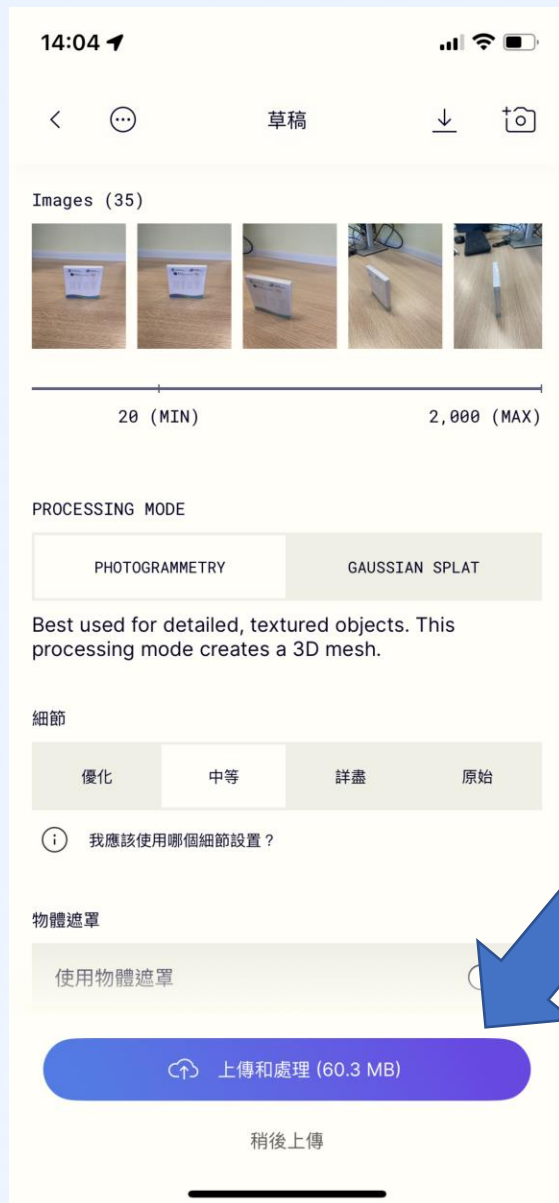 14:04
草稿
Images (35)
20 (MIN)
2,000 (MAX)
PROCESSING MODE
PHOTOGRAMMETRY
GAUSSIAN SPLAT
Best used for detailed, textured objects. This
processing mode creates a 3D mesh.
細節
優化
中等
詳盡
原始
我應該使用哪個細節設置？
物體遮罩
使用物體遮罩
上傳和處理 (60.3 MB)
稍後上傳